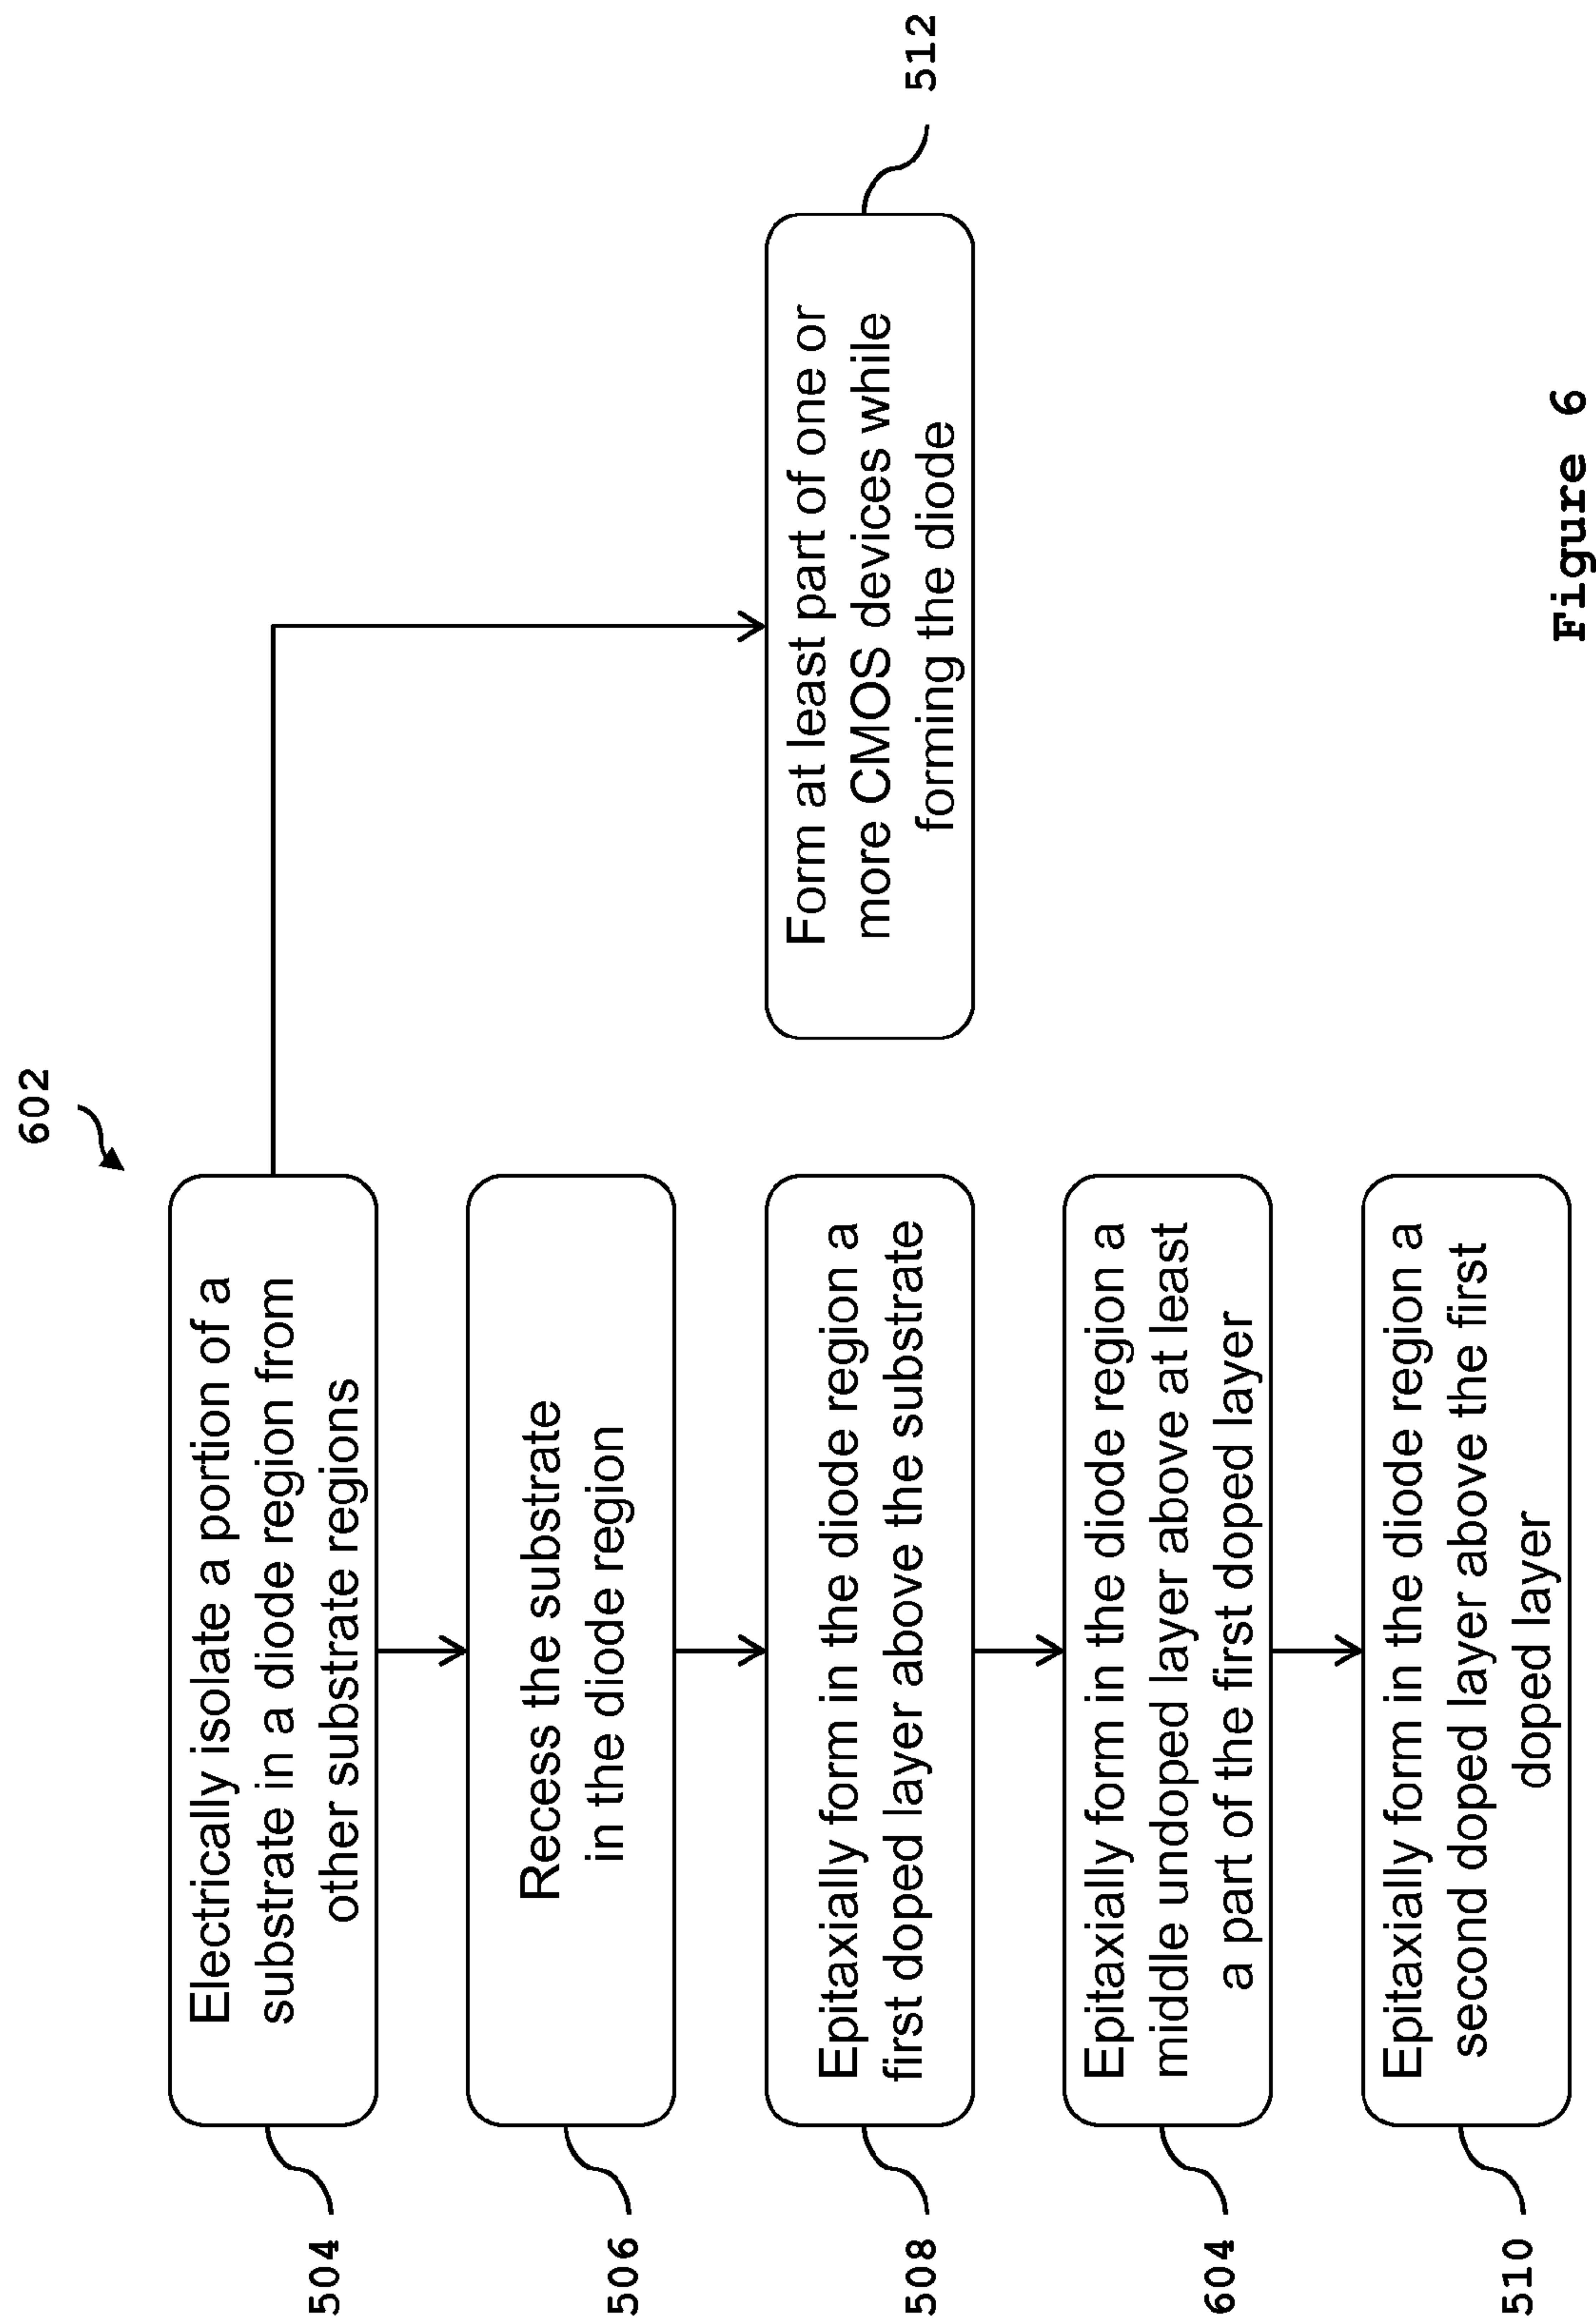 602
504
Electrically isolate a portion of a
substrate in a diode region from
other substrate regions
506
Recess the substrate
in the diode region
508
Epitaxially form in the diode region a
first doped layer above the substrate
Form at least part of one or
more CMOS devices while
forming the diode
512
604
Epitaxially form in the diode region a
middle undoped layer above at least
a part of the first doped layer
510
Epitaxially form in the diode region a
second doped layer above the first
doped layer
Figure 6